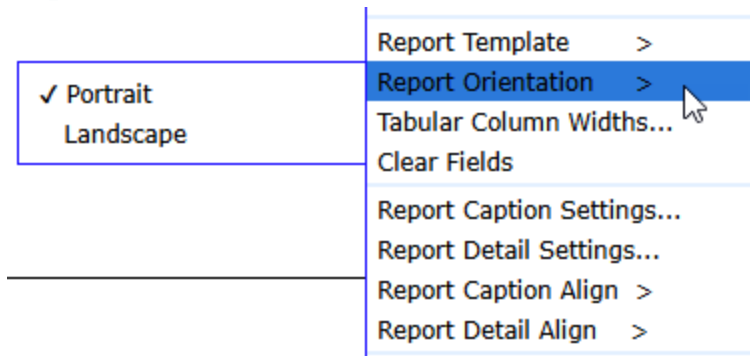 Report Template >
Report Orientation >
Tabular Column Widths...
Clear Fields
Report Caption Settings...
Report Detail Settings...
Report Caption Align >
Report Detail Align >
✓ Portrait
Landscape